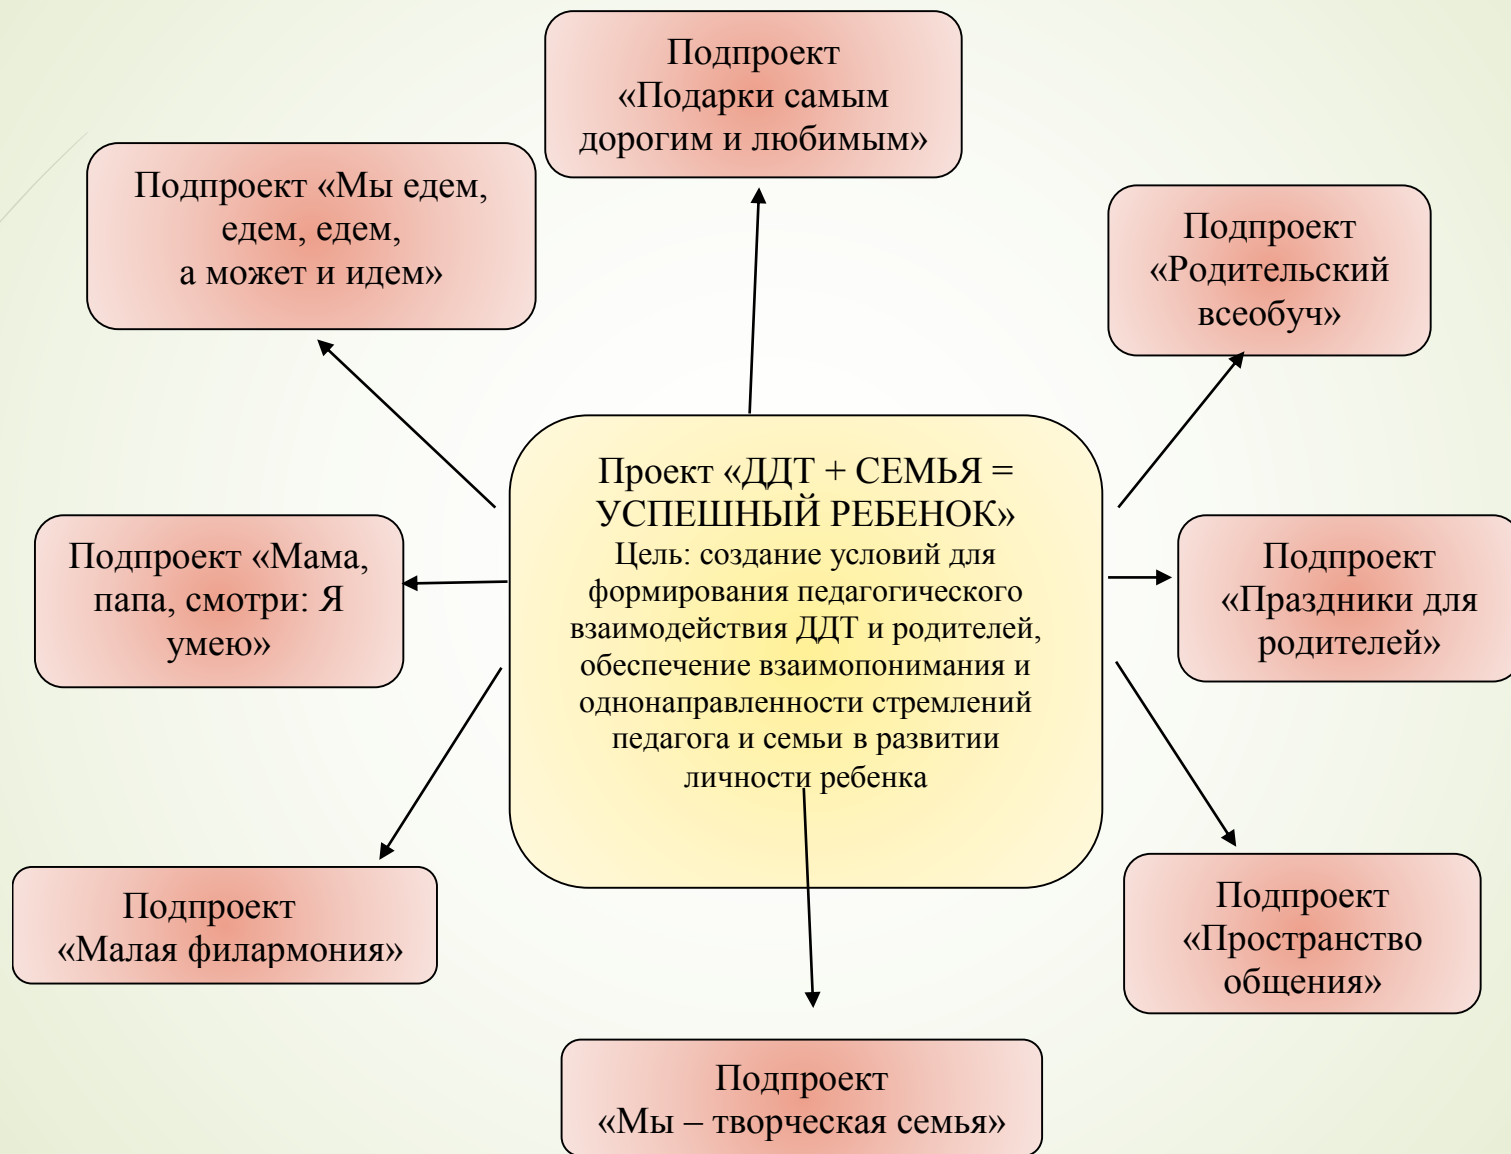 Подпроект
«Подарки самым
дорогим и любимым»
Подпроект «Мы едем,
едем, едем,
а может и идем»
Подпроект
«Родительский
всеобуч»
Проект «ДДТ + СЕМЬЯ =
УСПЕШНЫЙ РЕБЕНОК»
Цель: создание условий для
формирования педагогического
взаимодействия ДДТ и родителей,
обеспечение взаимопонимания и
однонаправленности стремлений
педагога и семьи в развитии
личности ребенка
Подпроект «Мама,
папа, смотри: Я
умею»
Подпроект
«Праздники для
родителей»
Подпроект
«Малая филармония»
Подпроект
«Пространство
общения»
Подпроект
«Мы – творческая семья»